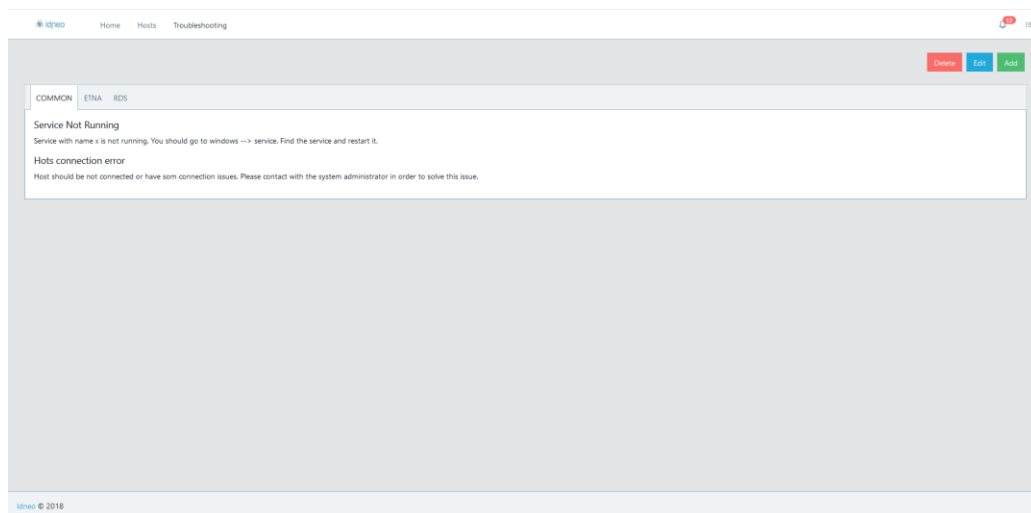 idneo Home Hosts Troubleshooting 13
Delete Edit Add
COMMON ETNA RDS
Service Not Running
Service with name x is not running. You should go to windows --> service. Find the service and restart it.
Hots connection error
Host should be not connected or have som connection issues. Please contact with the system administrator in order to solve this issue.
Idneo © 2018